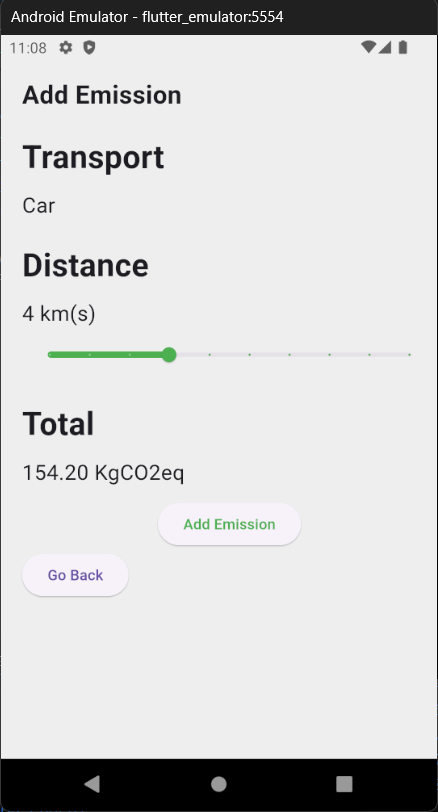 Android Emulator - flutter_emulator:5554
11:08
Add Emission
Transport
Car
Distance
4 km(s)
Total
154.20 KgCO2eq
Add Emission
Go Back